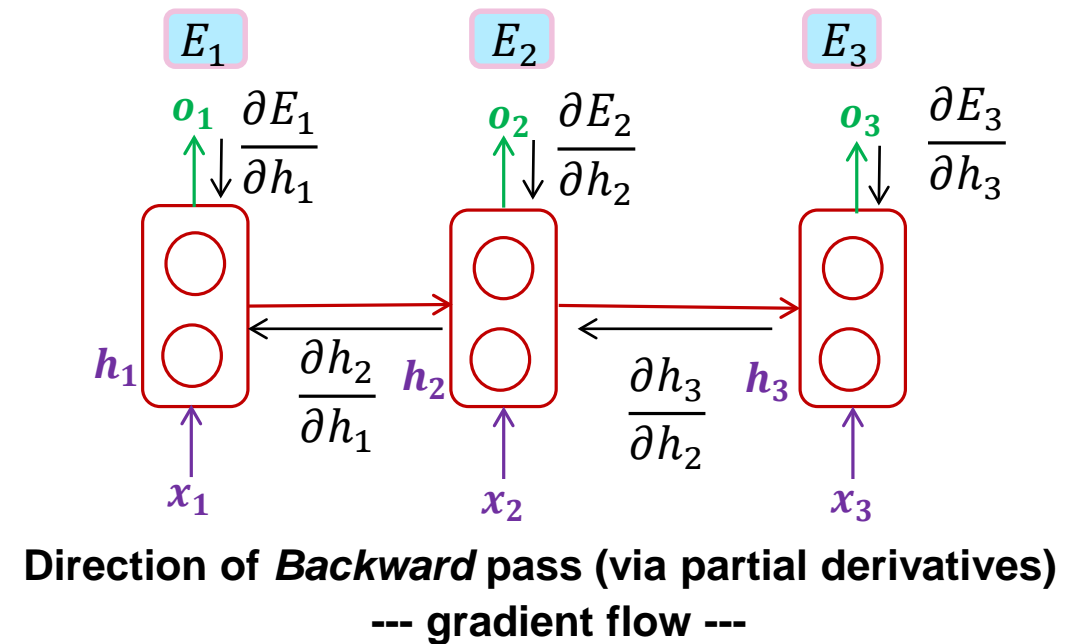 E₁ E₂ E₃
o₁ ∂E₁/∂h₁ o₂ ∂E₂/∂h₂ o₃ ∂E₃/∂h₃
h₁ ∂h₂/∂h₁ h₂ ∂h₃/∂h₂ h₃
x₁ x₂ x₃
Direction of Backward pass (via partial derivatives)
--- gradient flow ---